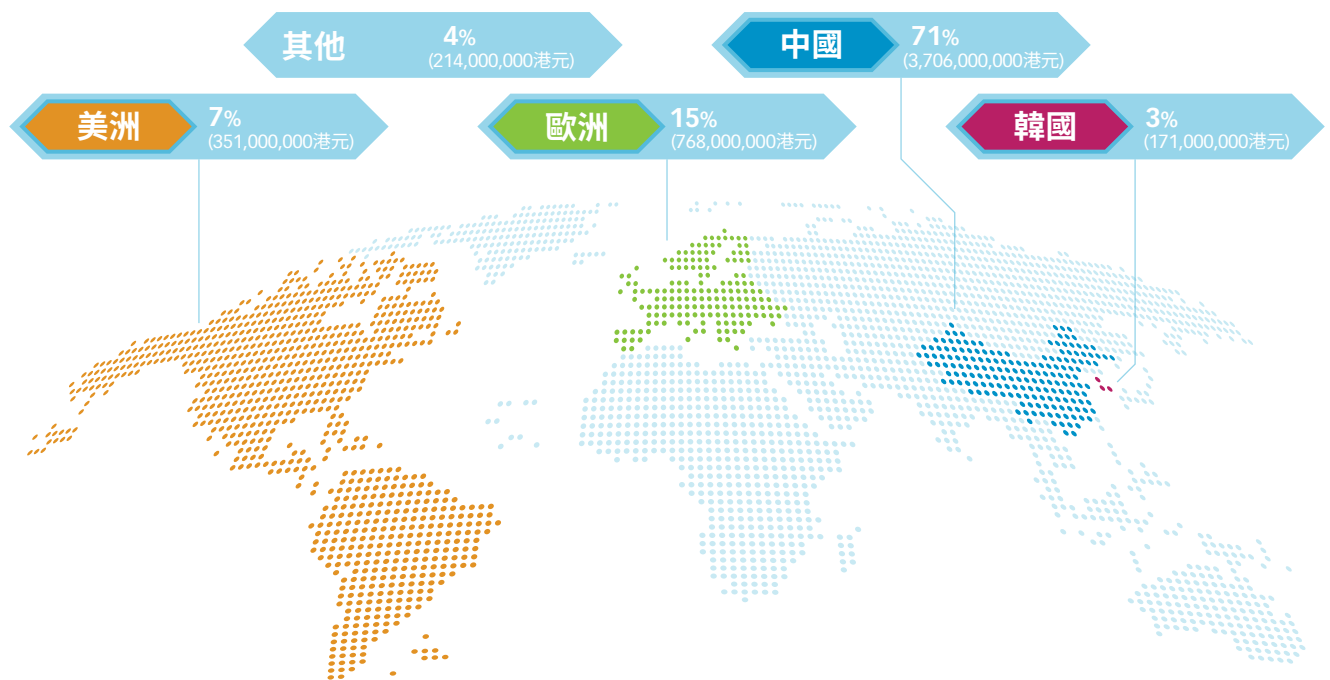 其他
4%
(214,000,000港元)
中國
71%
(3,706,000,000港元)
美洲
7%
(351,000,000港元)
歐洲
15%
(768,000,000港元)
韓國
3%
(171,000,000港元)